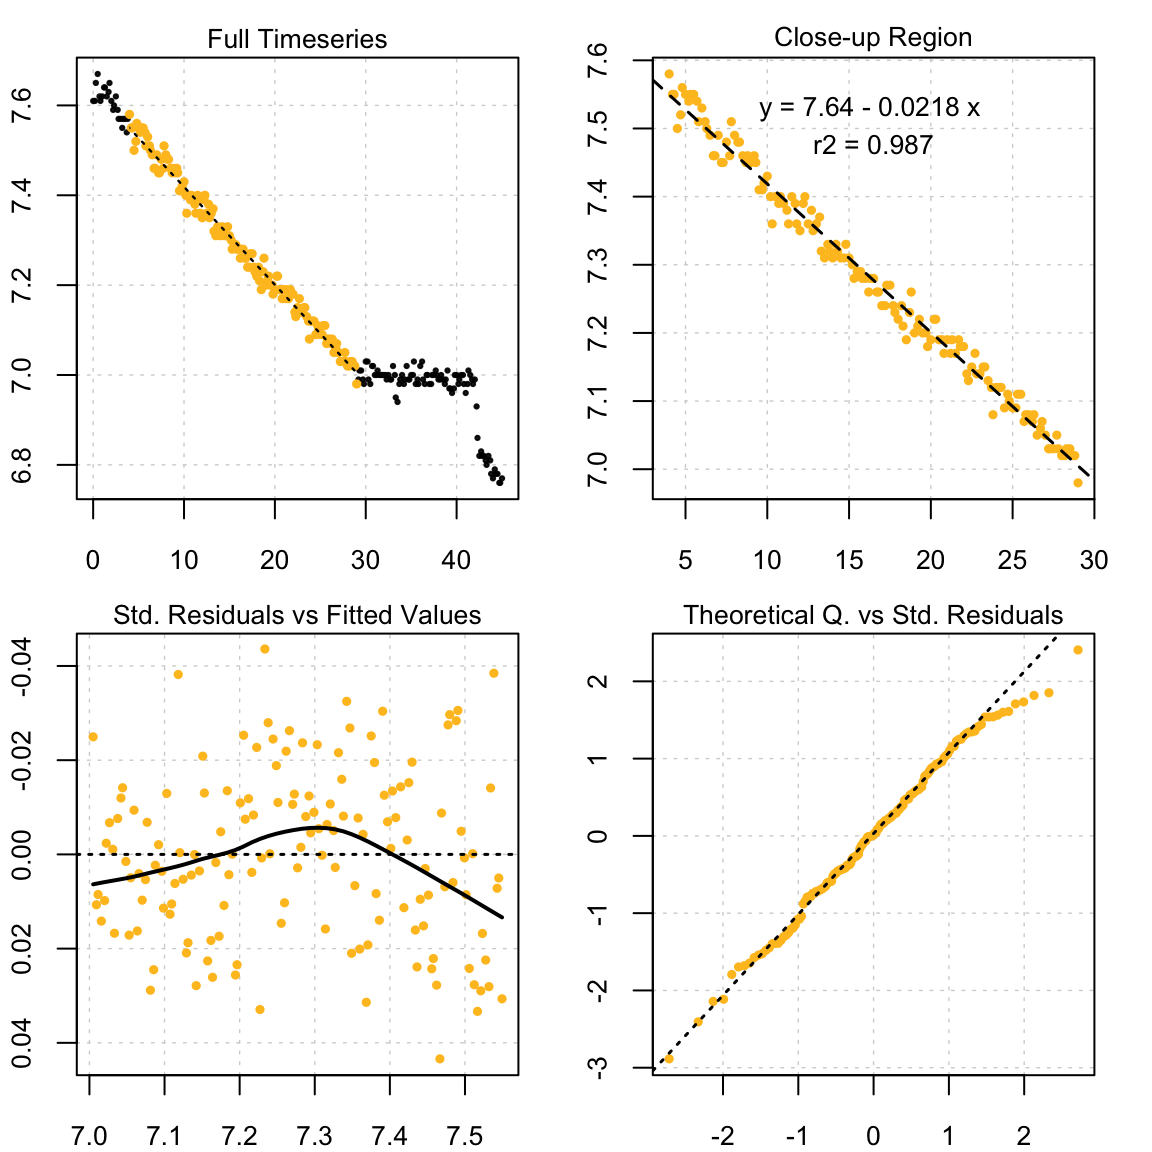 Full Timeseries
7.6
7.4
7.2
7.0
6.8
0 10 20 30 40
Close-up Region
y = 7.64 - 0.0218 x
r2 = 0.987
7.6
7.5
7.4
7.3
7.2
7.1
7.0
5 10 15 20 25 30
Std. Residuals vs Fitted Values
-0.04
-0.02
0.00
0.02
0.04
7.0 7.1 7.2 7.3 7.4 7.5
Theoretical Q. vs Std. Residuals
2
1
0
-1
-2
-3
-2 -1 0 1 2